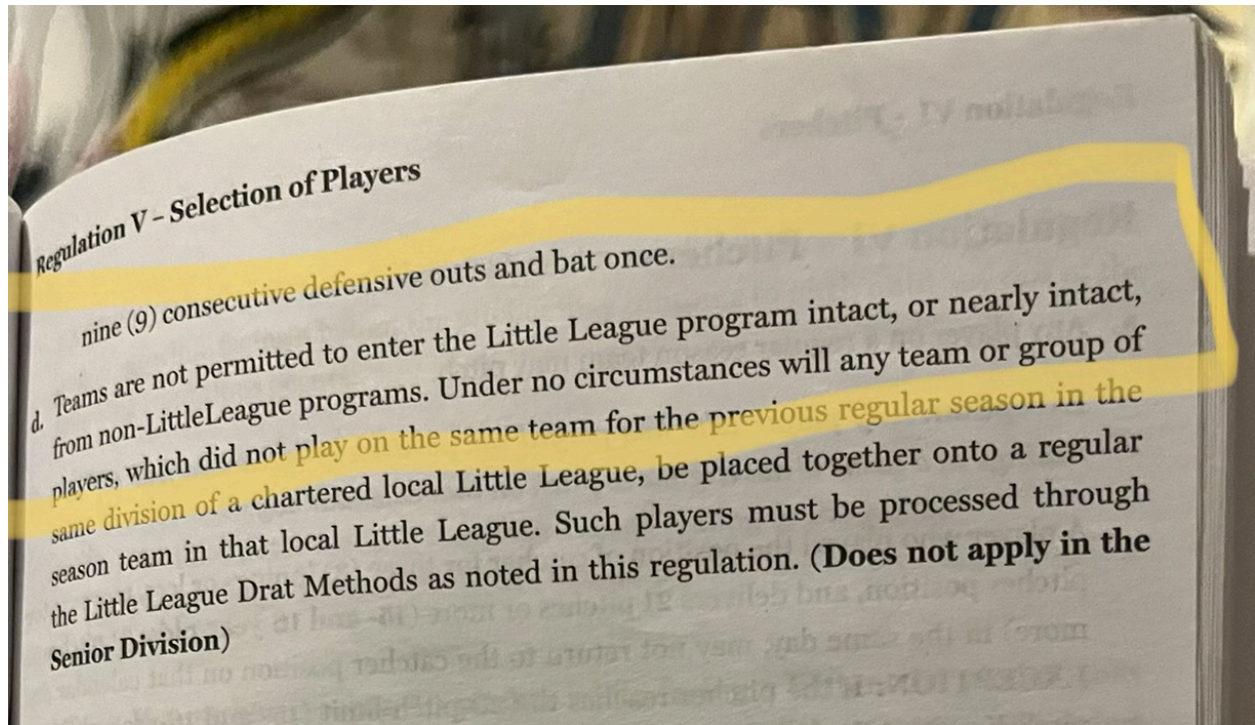 Regulation V – Selection of Players
nine (9) consecutive defensive outs and bat once.
d. Teams are not permitted to enter the Little League program intact, or nearly intact,
from non-LittleLeague programs. Under no circumstances will any team or group of
players, which did not play on the same team for the previous regular season in the
same division of a chartered local Little League, be placed together onto a regular
season team in that local Little League. Such players must be processed through
the Little League Drat Methods as noted in this regulation. (Does not apply in the
Senior Division)